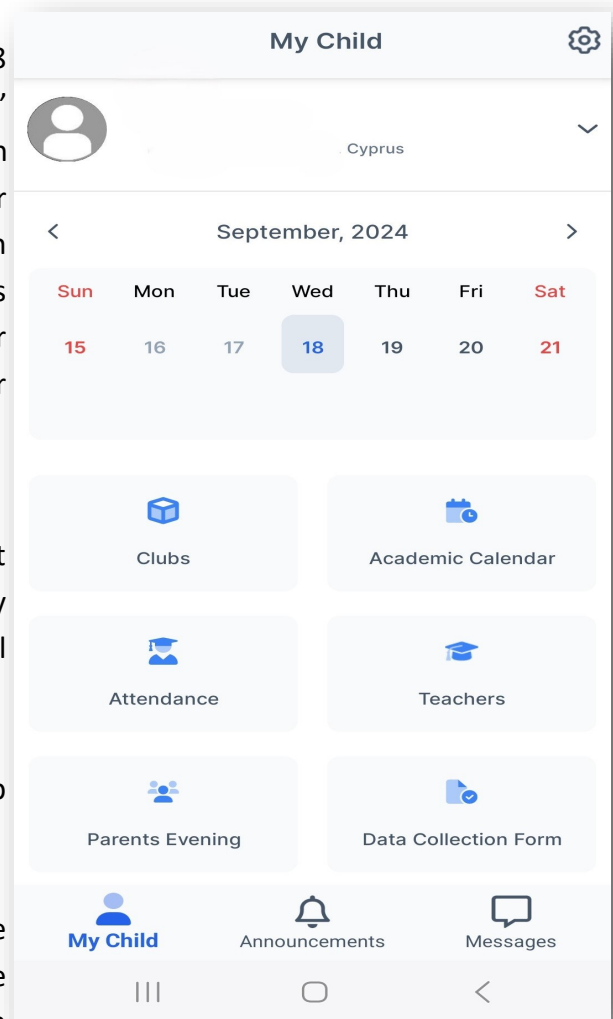 My Child
Cyprus
September, 2024
Sun Mon Tue Wed Thu Fri Sat
15 16 17 18 19 20 21
Clubs Academic Calendar
Attendance Teachers
Parents Evening Data Collection Form
My Child Announcements Messages